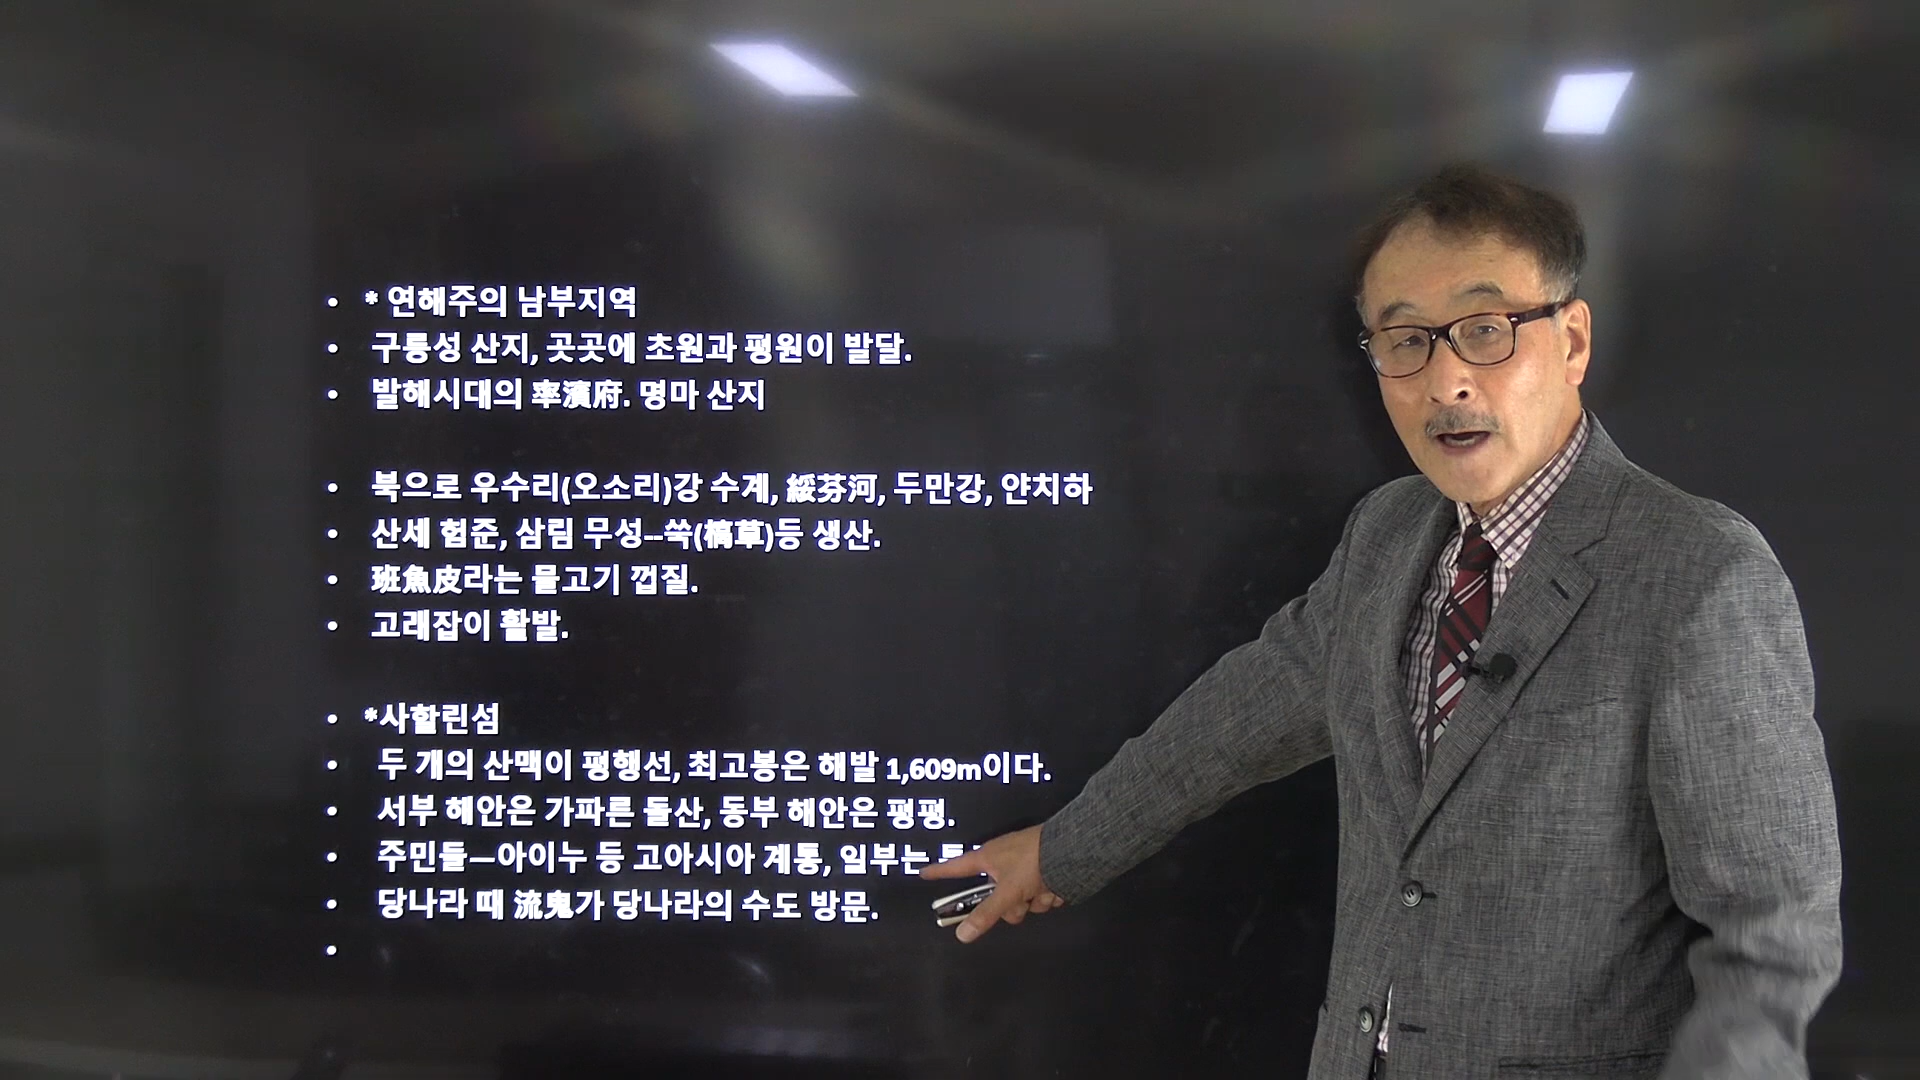 • * 연해주의 남부지역
• 구릉성 산지, 곳곳에 초원과 평원이 발달.
• 발해시대의 率濱府. 명마 산지
• 북으로 우수리(오소리)강 수계, 綏芬河, 두만강, 얀치하
• 산세 험준, 삼림 무성--쑥(槁草)등 생산.
• 班魚皮라는 물고기 껍질.
• 고래잡이 활발.
• *사할린섬
• 두 개의 산맥이 평행선, 최고봉은 해발 1,609m이다.
• 서부 해안은 가파른 돌산, 동부 해안은 평평.
• 주민들—아이누 등 고아시아 계통, 일부는
• 당나라 때 流鬼가 당나라의 수도 방문.
•